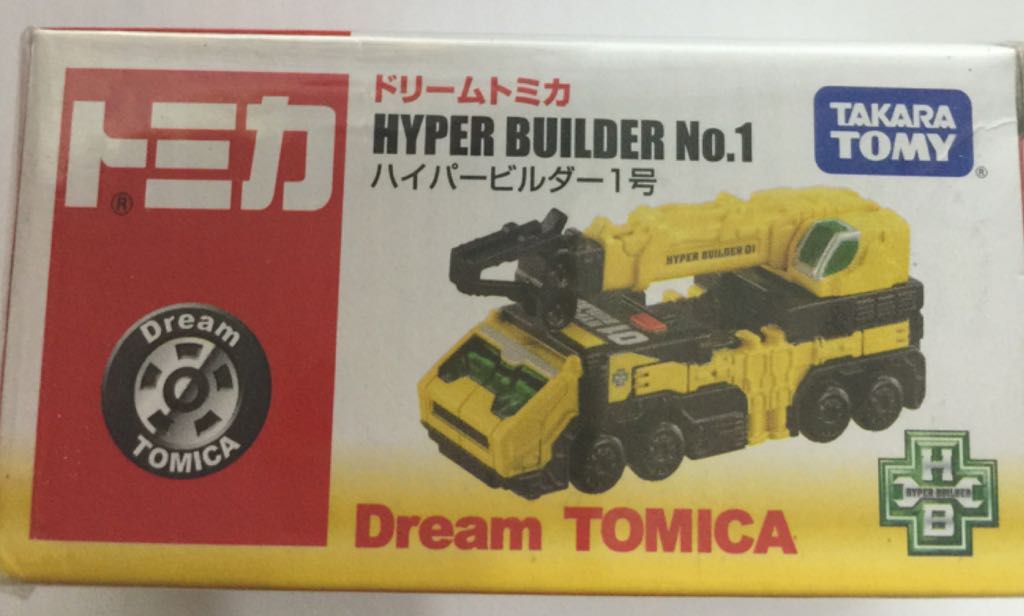 トミカ
®
ドリームトミカ
HYPER BUILDER No.1
ハイパービルダー1号
TAKARA
TOMY
®
HYPER BUILDER 01
01
Dream
TOMICA
Dream TOMICA
H
HYPER BUILDER
B